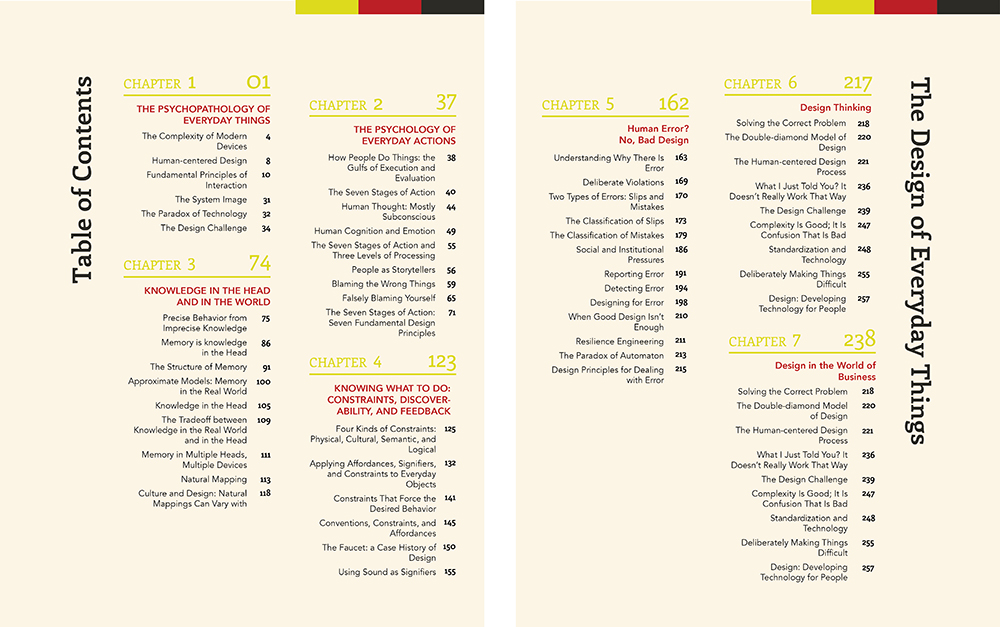 Table of Contents
CHAPTER 1 01
THE PSYCHOPATHOLOGY OF
EVERYDAY THINGS
The Complexity of Modern 4
Devices
Human-centered Design 8
Fundamental Principles of 10
Interaction
The System Image 31
The Paradox of Technology 32
The Design Challenge 34
CHAPTER 3 74
KNOWLEDGE IN THE HEAD
AND IN THE WORLD
Precise Behavior from 75
Imprecise Knowledge
Memory is knowledge 86
in the Head
The Structure of Memory 91
Approximate Models: Memory 100
in the Real World
Knowledge in the Head 105
The Tradeoff between 109
Knowledge in the Real World
and in the Head
Memory in Multiple Heads, 111
Multiple Devices
Natural Mapping 113
Culture and Design: Natural 118
Mappings Can Vary with
CHAPTER 2 37
THE PSYCHOLOGY OF
EVERYDAY ACTIONS
How People Do Things: the 38
Gulfs of Execution and
Evaluation
The Seven Stages of Action 40
Human Thought: Mostly 44
Subconscious
Human Cognition and Emotion 49
The Seven Stages of Action and 55
Three Levels of Processing
People as Storytellers 56
Blaming the Wrong Things 59
Falsely Blaming Yourself 65
The Seven Stages of Action: 71
Seven Fundamental Design
Principles
CHAPTER 4 123
KNOWING WHAT TO DO:
CONSTRAINTS, DISCOVER-
ABILITY, AND FEEDBACK
Four Kinds of Constraints: 125
Physical, Cultural, Semantic, and
Logical
Applying Affordances, Signifiers, 132
and Constraints to Everyday
Objects
Constraints That Force the 141
Desired Behavior
Conventions, Constraints, and 145
Affordances
The Faucet: a Case History of 150
Design
Using Sound as Signifiers 155
CHAPTER 5 162
Human Error?
No, Bad Design
Understanding Why There Is 163
Error
Deliberate Violations 169
Two Types of Errors: Slips and 170
Mistakes
The Classification of Slips 173
The Classification of Mistakes 179
Social and Institutional 186
Pressures
Reporting Error 191
Detecting Error 194
Designing for Error 198
When Good Design Isn't 210
Enough
Resilience Engineering 211
The Paradox of Automaton 213
Design Principles for Dealing 215
with Error
CHAPTER 6 217
Design Thinking
Solving the Correct Problem 218
The Double-diamond Model of 220
Design
The Human-centered Design 221
Process
What I Just Told You? It 236
Doesn't Really Work That Way
The Design Challenge 239
Complexity Is Good; It Is 247
Confusion That Is Bad
Standardization and 248
Technology
Deliberately Making Things 255
Difficult
Design: Developing 257
Technology for People
CHAPTER 7 238
Design in the World of
Business
Solving the Correct Problem 218
The Double-diamond Model 220
of Design
The Human-centered Design 221
Process
What I Just Told You? It 236
Doesn't Really Work That Way
The Design Challenge 239
Complexity Is Good; It Is 247
Confusion That Is Bad
Standardization and 248
Technology
Deliberately Making Things 255
Difficult
Design: Developing 257
Technology for People
The Design of Everyday Things